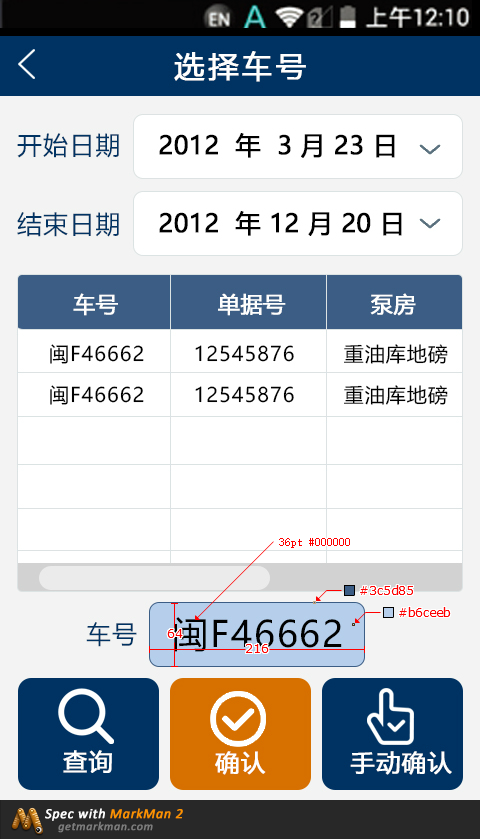 EN A 2 上午12:10
选择车号
开始日期 2012 年 3 月 23 日
结束日期 2012 年 12 月 20 日
车号 单据号 泵房
闽F46662 12545876 重油库地磅
闽F46662 12545876 重油库地磅
36pt #000000
#3c5d85
#b6ceeb
车号 闽F46662
64
216
查询 确认 手动确认
Spec with MarkMan 2
getmarkman.com